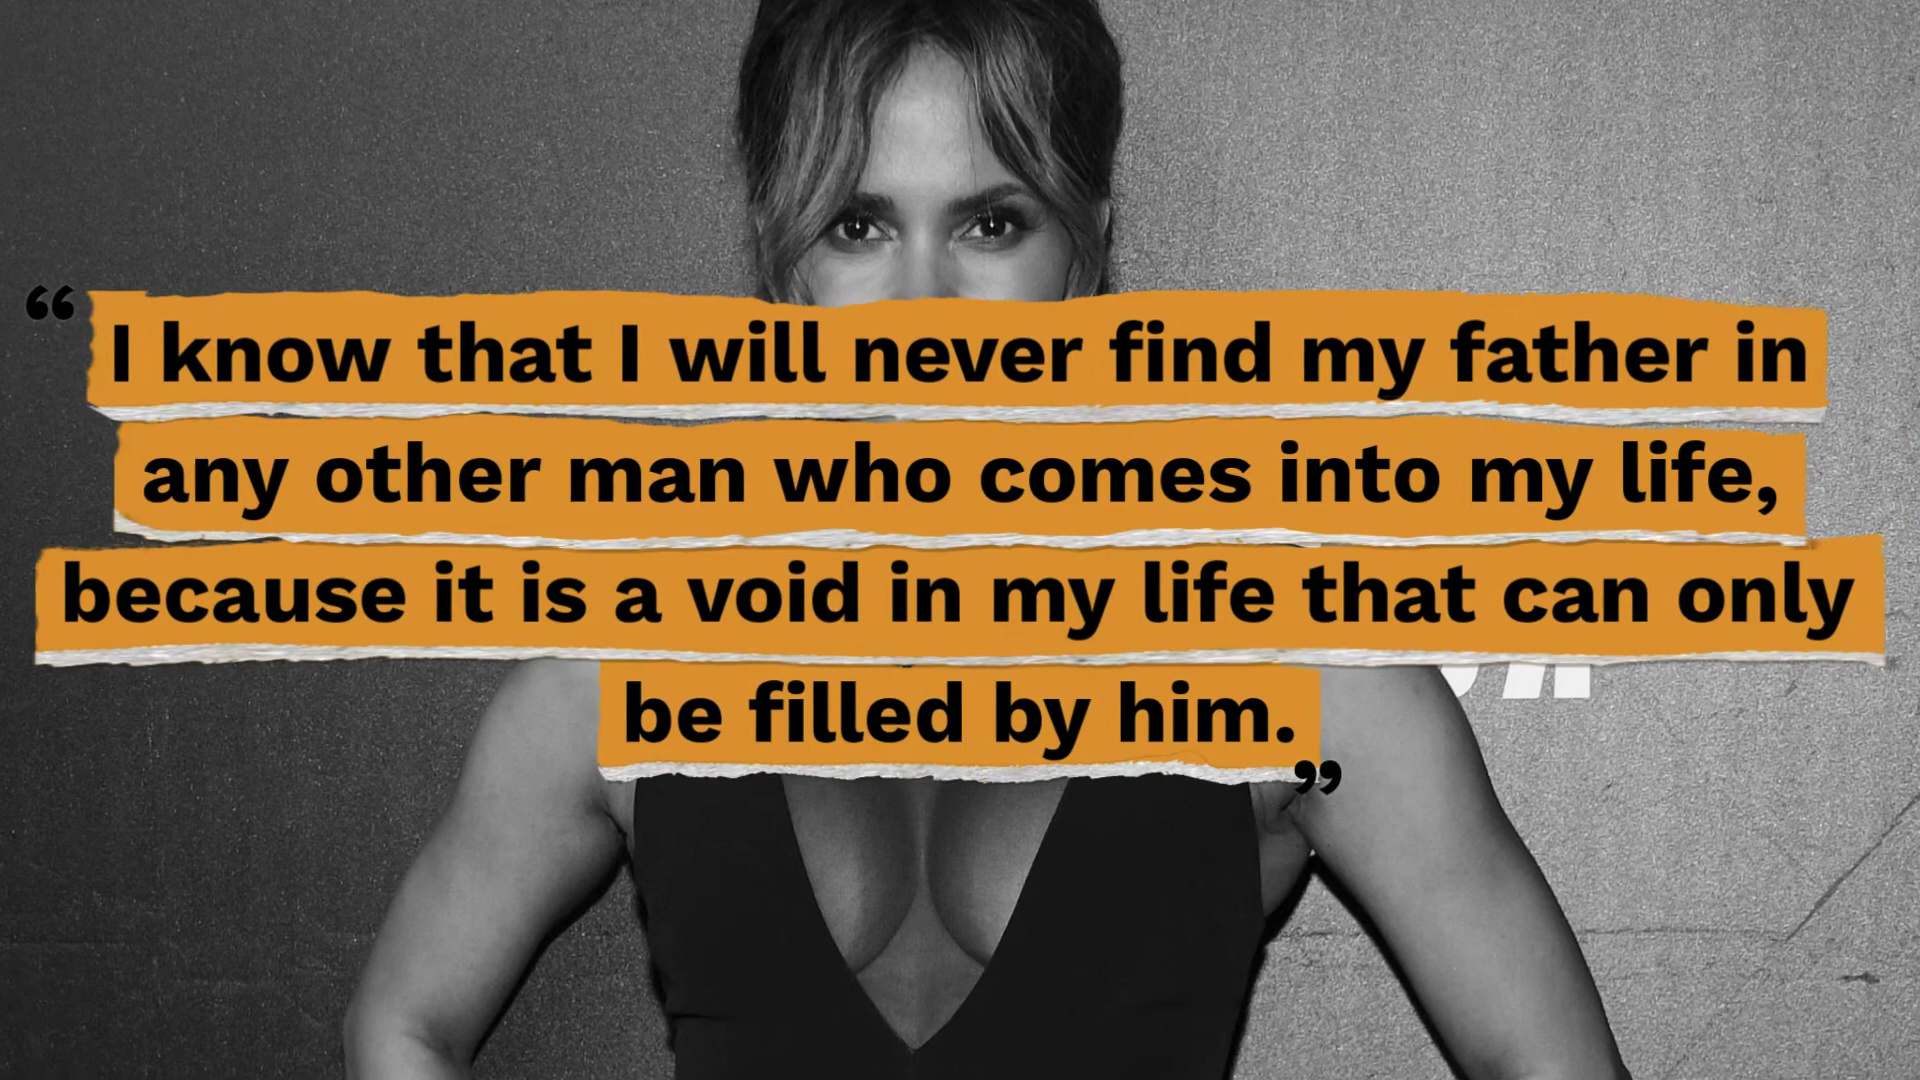 “I know that I will never find my father in
any other man who comes into my life,
because it is a void in my life that can only
be filled by him.”